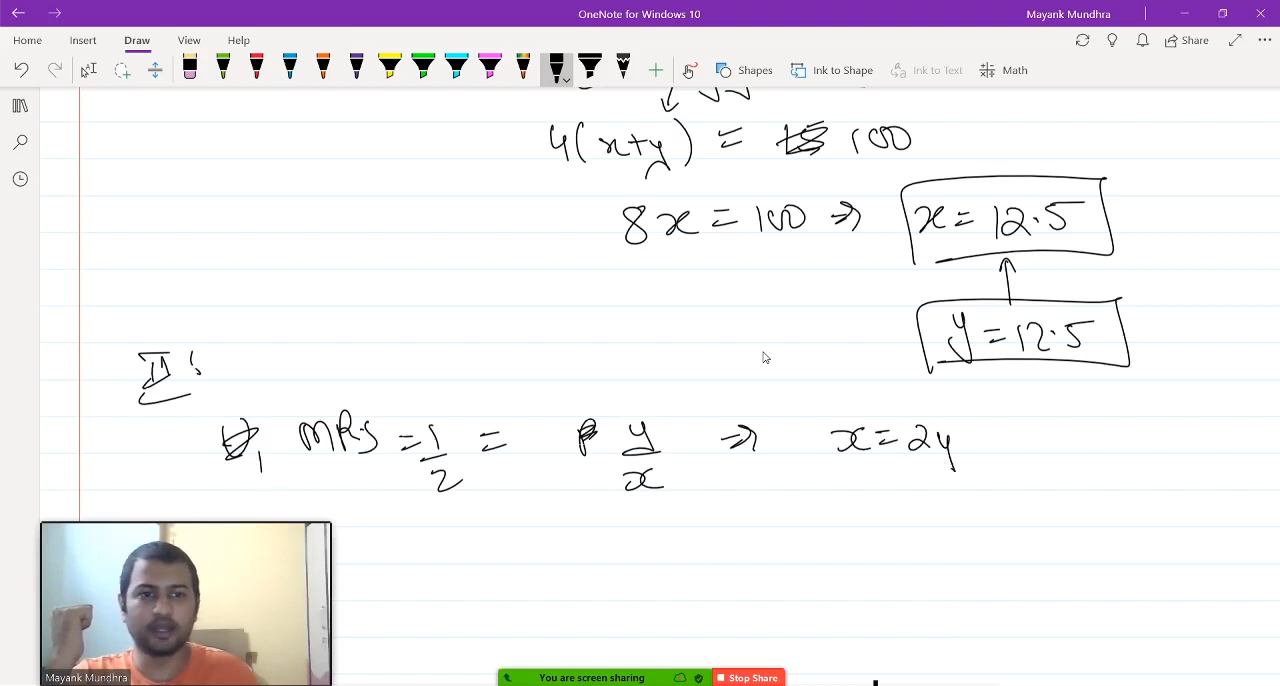 OneNote for Windows 10
Mayank Mundhra
Home Insert Draw View Help
Share
Shapes Ink to Shape Ink to Text Math
4(x+y) = 100
8x = 100 ⇒ x = 12.5
y = 12.5
II :
MRS = 1/2 = y/x ⇒ x = 2y
Mayank Mundhra
You are screen sharing
Stop Share